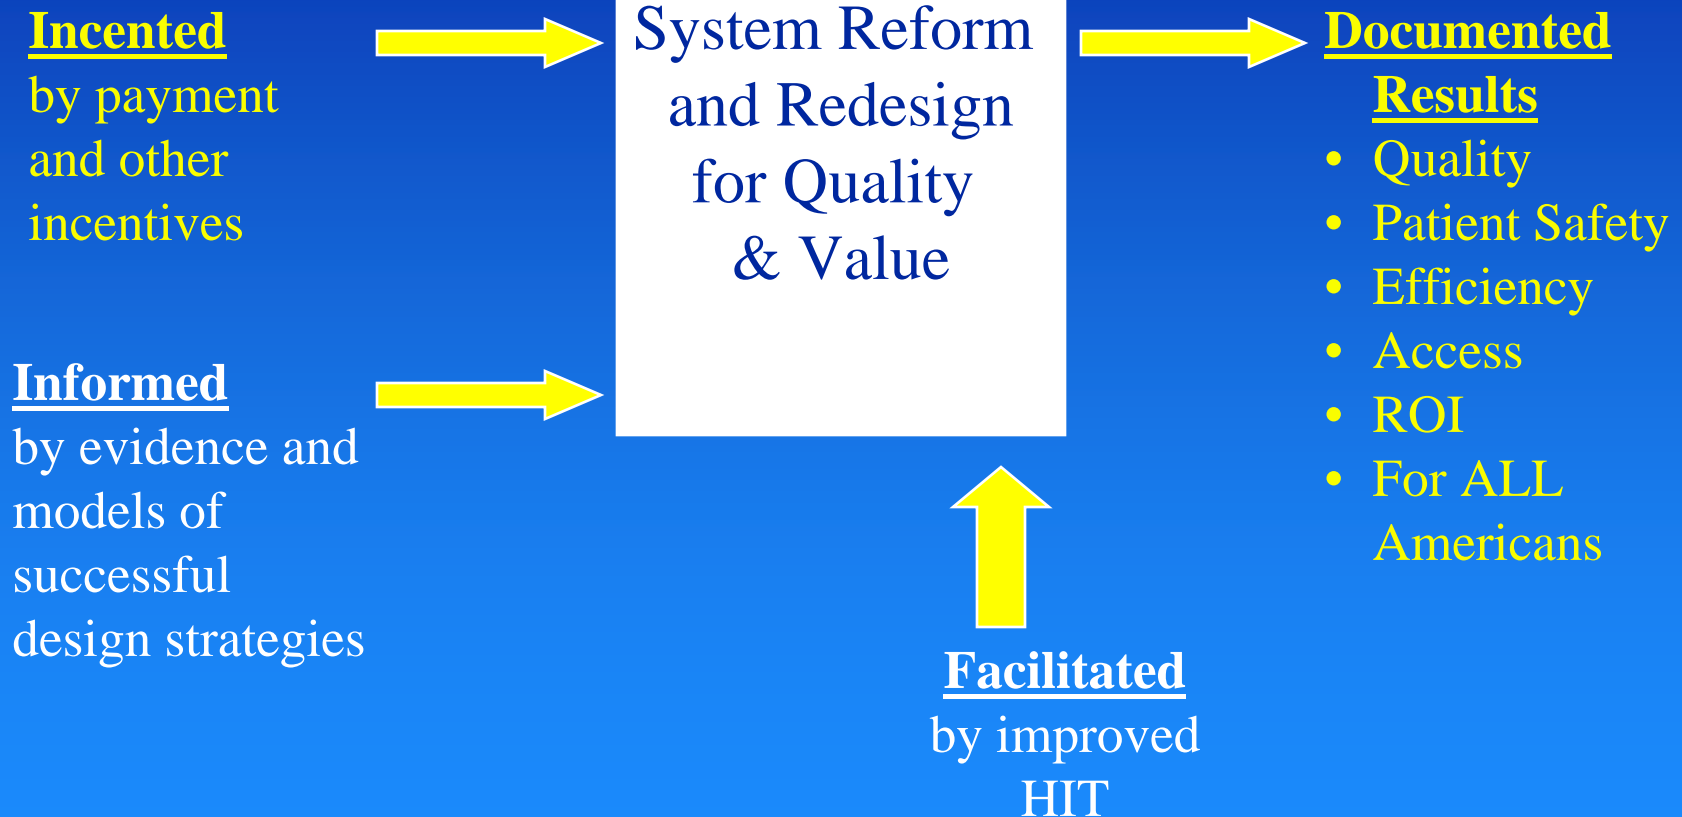 Incented
by payment
and other
incentives
Informed
by evidence and
models of
successful
design strategies
System Reform
and Redesign
for Quality
& Value
Facilitated
by improved
HIT
Documented
Results
• Quality
• Patient Safety
• Efficiency
• Access
• ROI
• For ALL
Americans